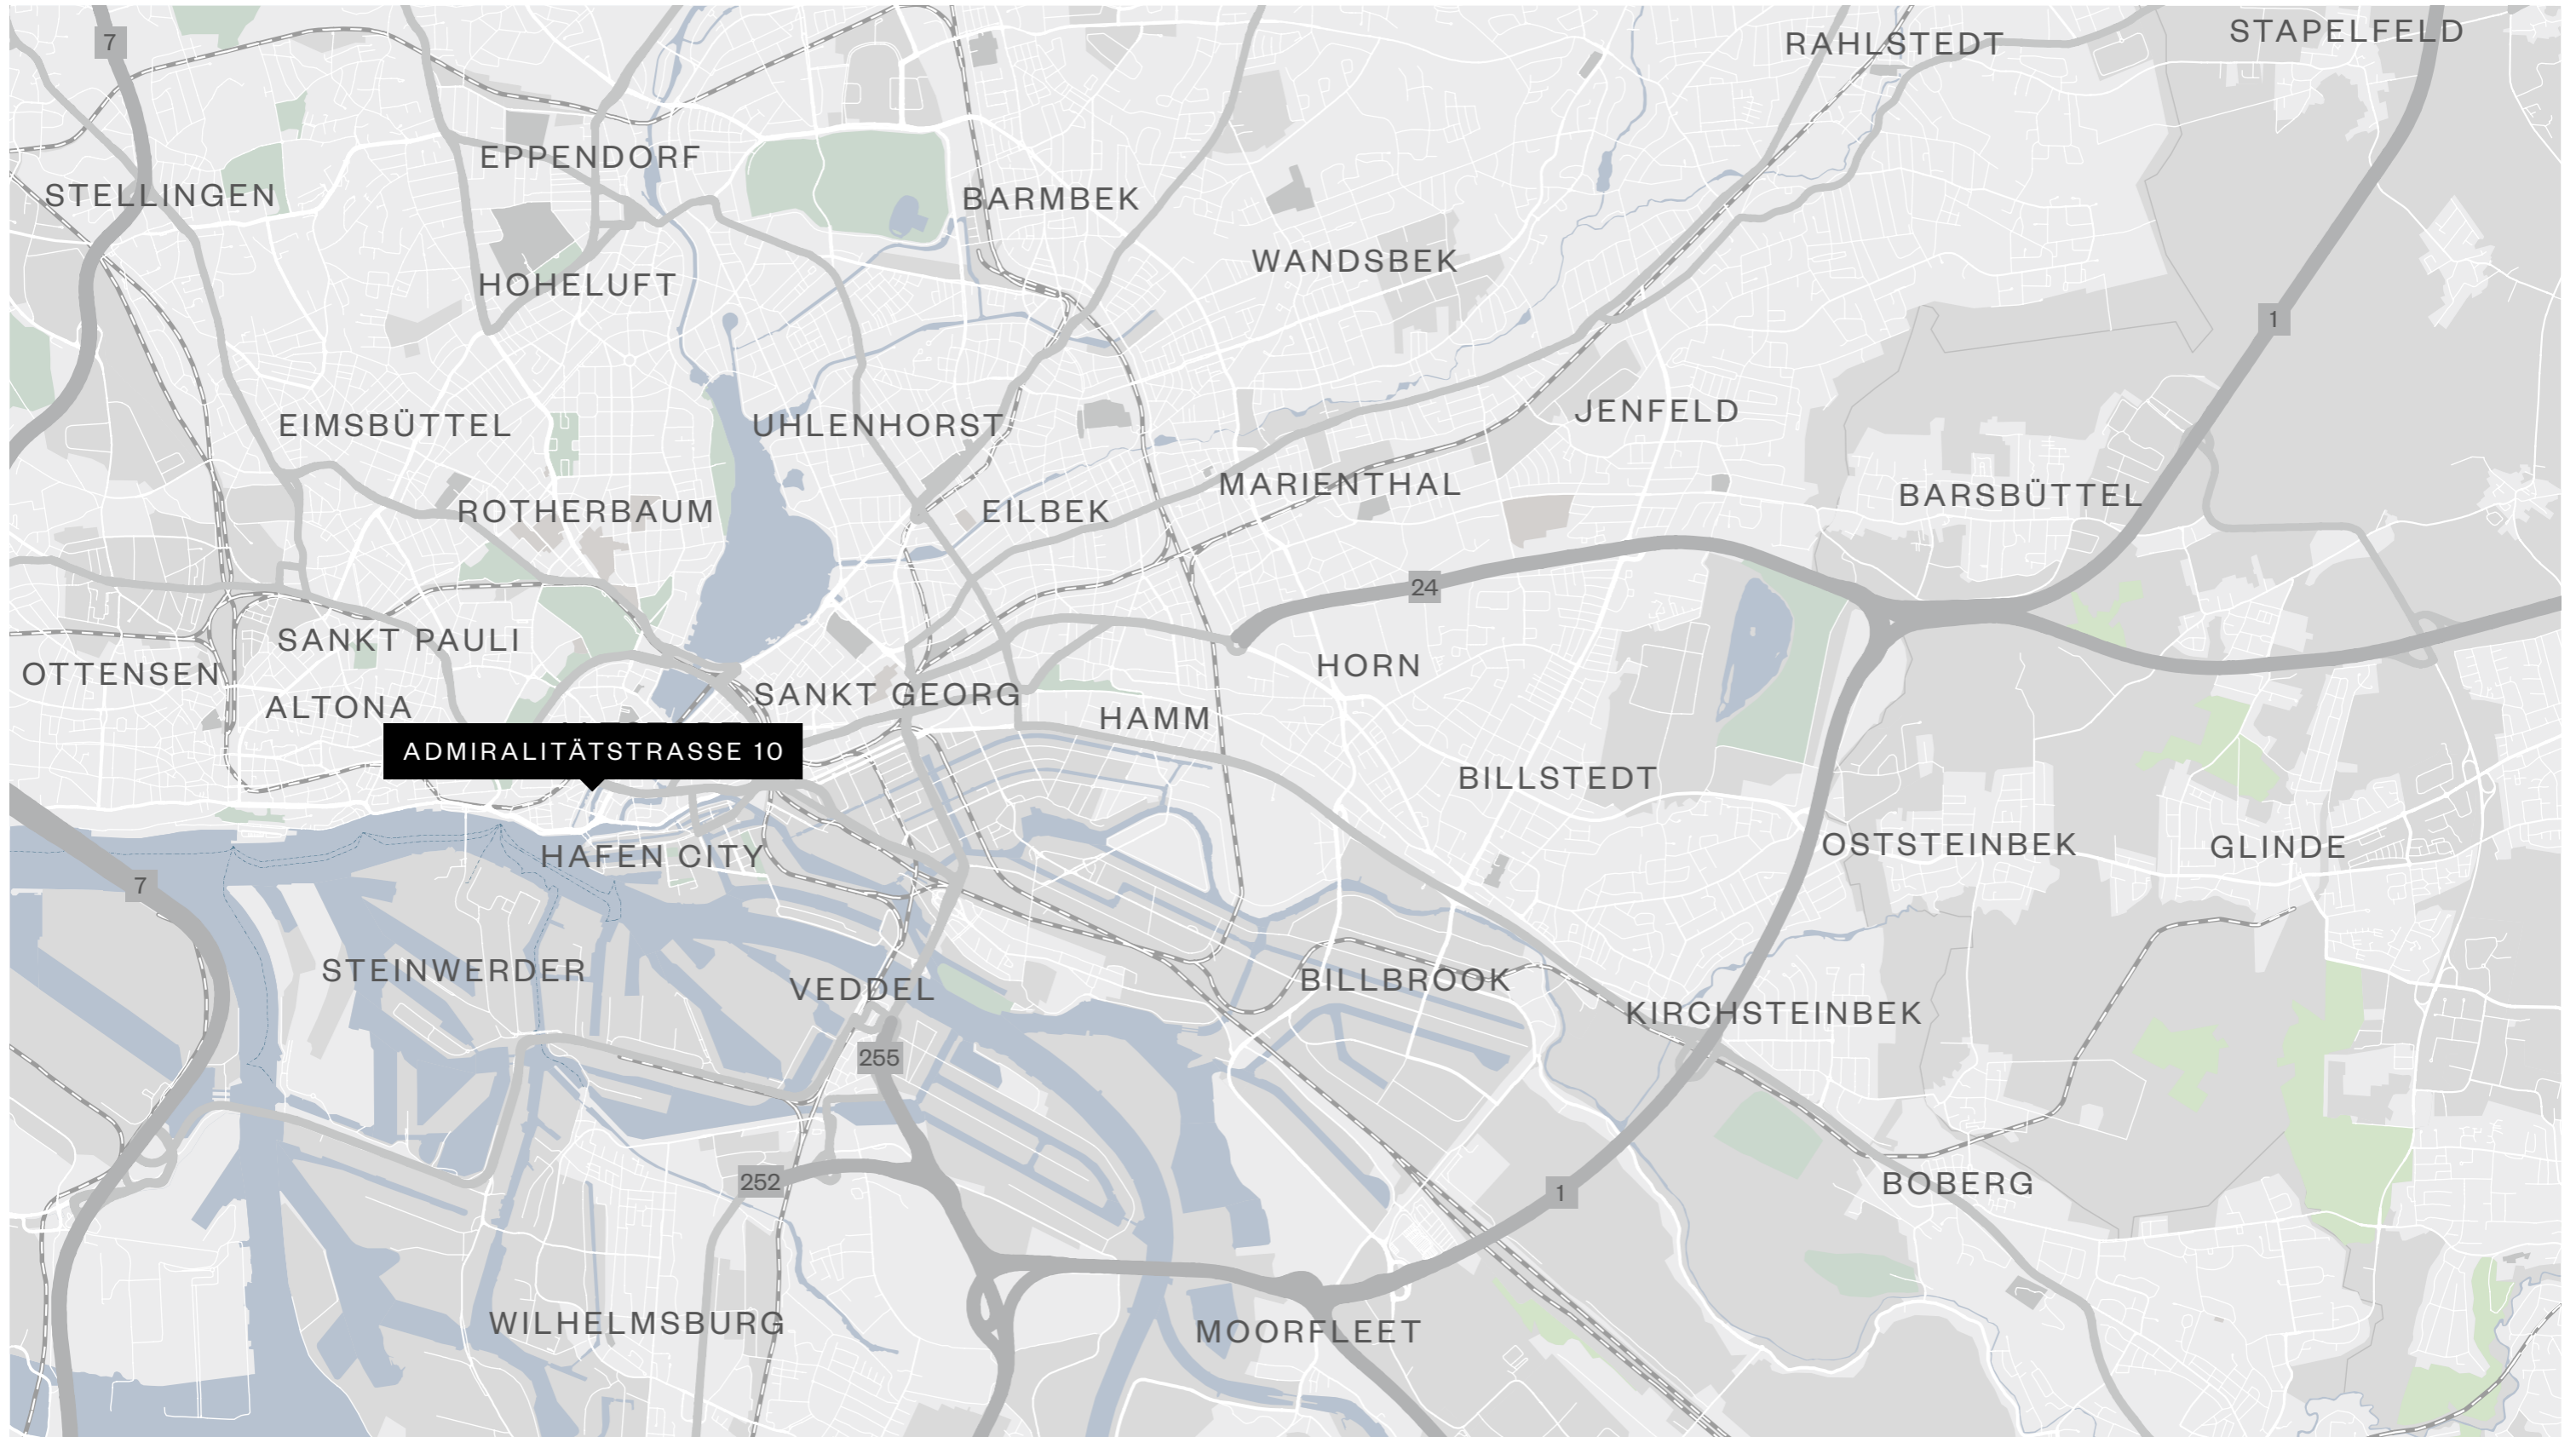 STAPELFELD
7
RAHLSTEDT
EPPENDORF
STELLINGEN
BARMBEK
WANDSBEK
HOHELUFT
1
JENFELD
EIMSBÜTTEL
UHLENHORST
MARIENTHAL
BARSBÜTTEL
ROTHERBAUM
EILBEK
24
SANKT PAULI
HORN
OTTENSEN
SANKT GEORG
ALTONA
HAMM
ADMIRALITÄTSTRASSE 10
BILLSTEDT
OSTSTEINBEK
GLINDE
HAFEN CITY
7
STEINWERDER
BILLBROOK
VEDDEL
KIRCHSTEINBEK
255
252
BOBERG
1
WILHELMSBURG
MOORFLEET